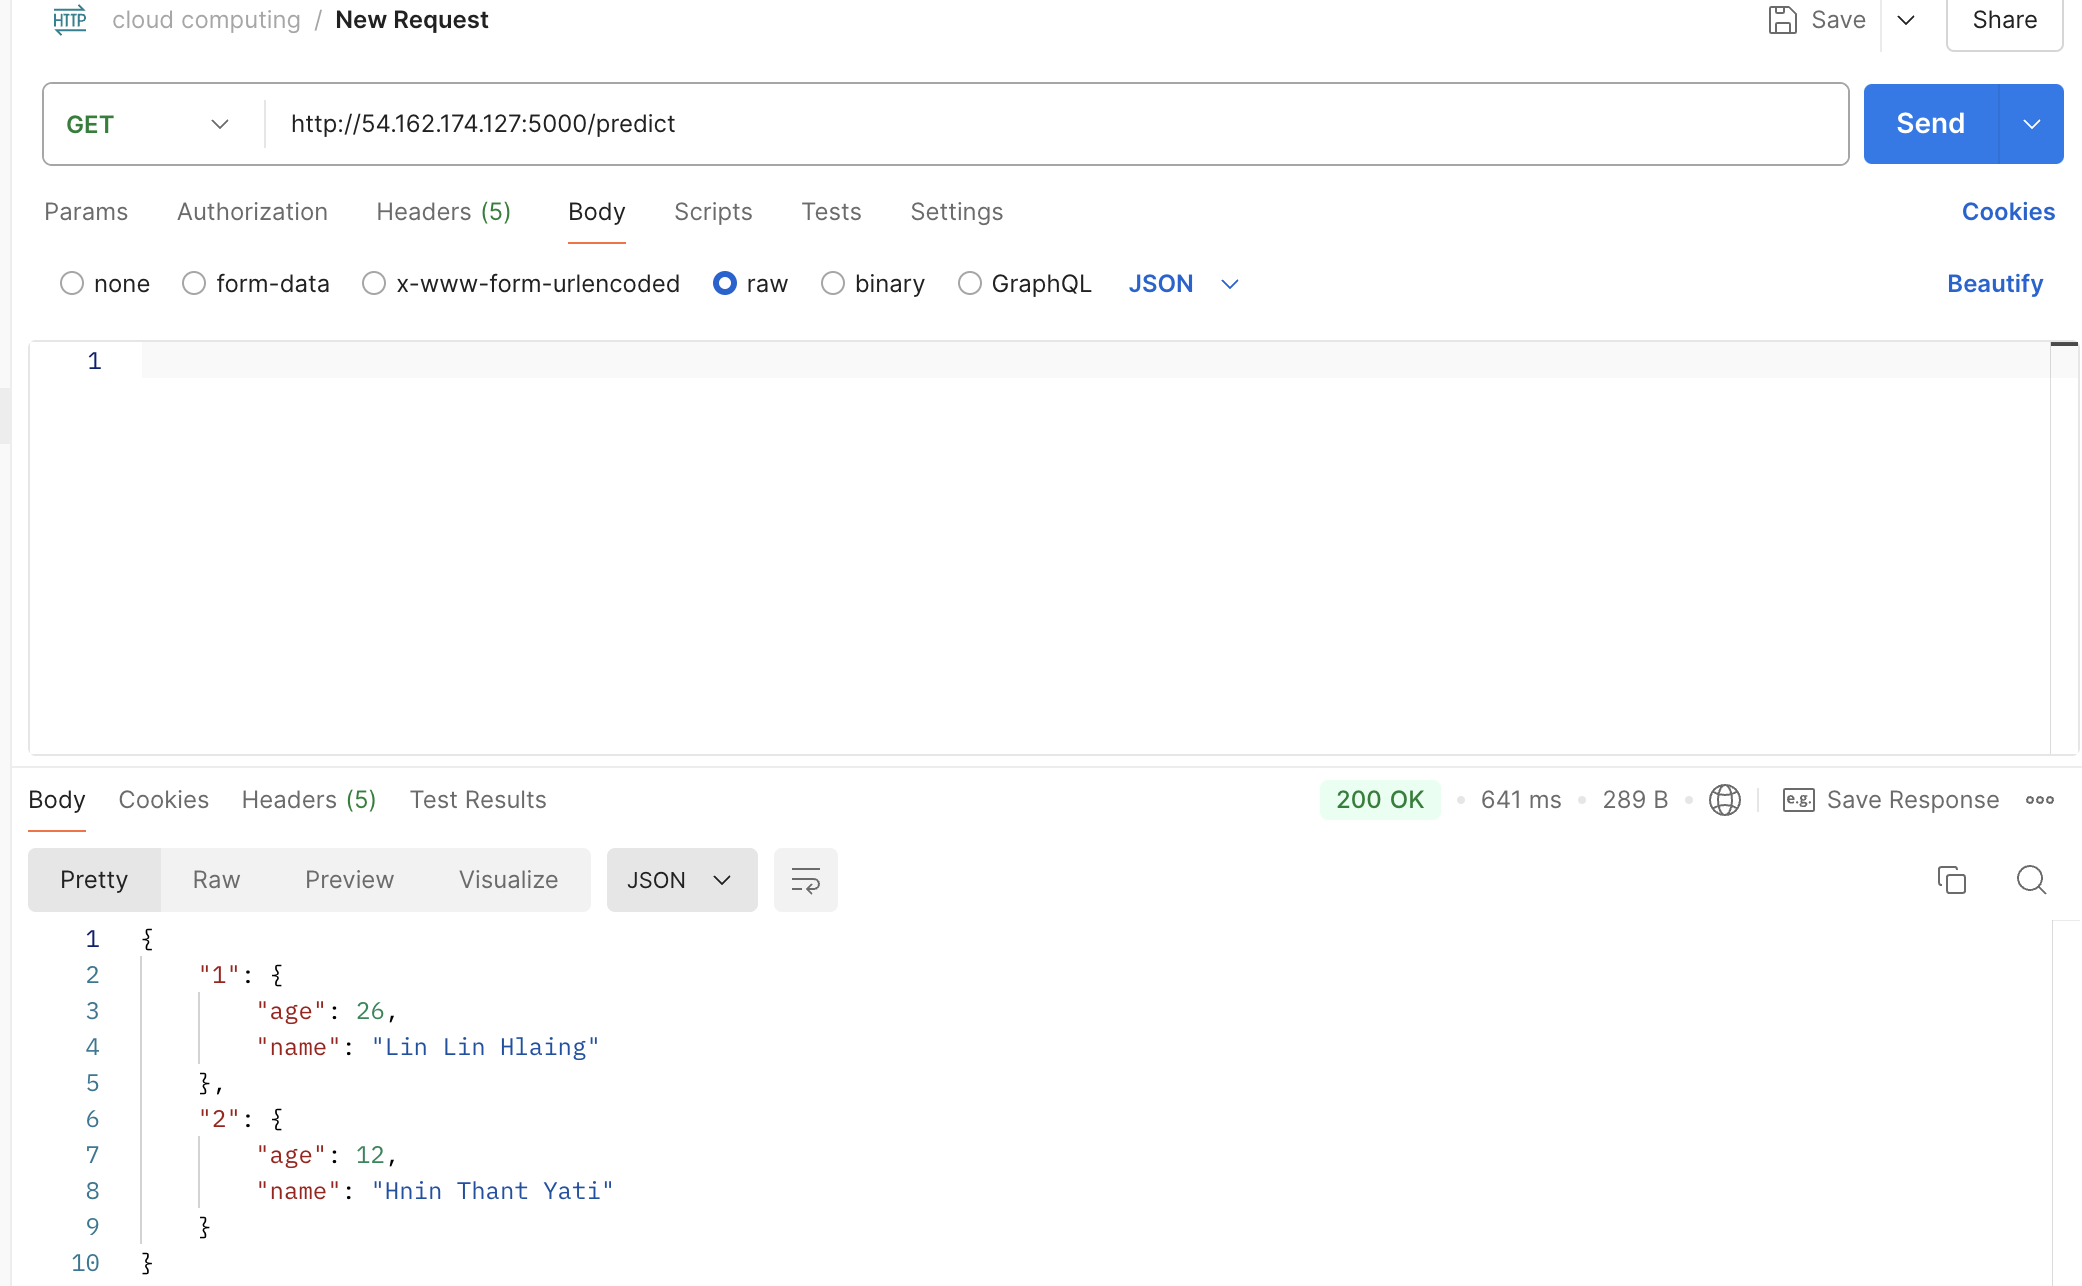 HTTP cloud computing / New Request Save Share
GET http://54.162.174.127:5000/predict Send
Params Authorization Headers (5) Body Scripts Tests Settings Cookies
none form-data x-www-form-urlencoded raw binary GraphQL JSON Beautify
1
Body Cookies Headers (5) Test Results 200 OK 641 ms 289 B e.g. Save Response
Pretty Raw Preview Visualize JSON
1 {
2 "1": {
3 "age": 26,
4 "name": "Lin Lin Hlaing"
5 },
6 "2": {
7 "age": 12,
8 "name": "Hnin Thant Yati"
9 }
10 }